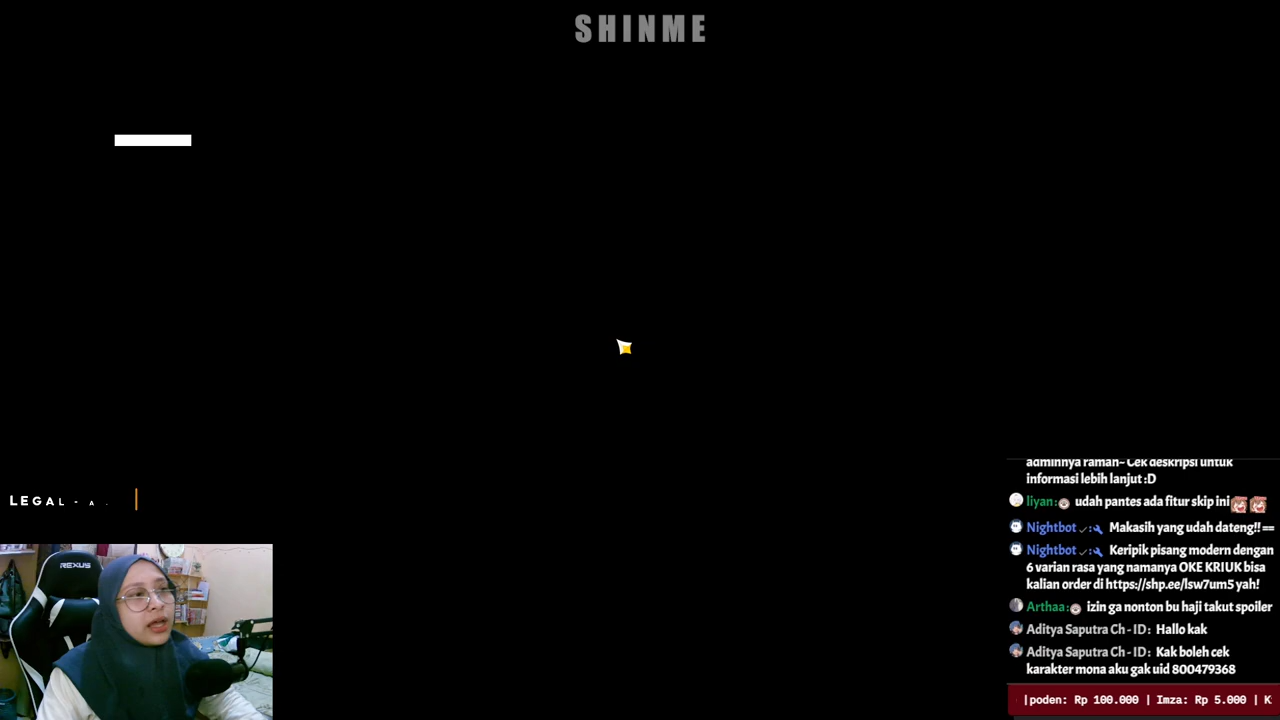 SHINME
LEGAL - A .
REXUS
adminnya raman~ Cek deskripsi untuk
informasi lebih lanjut :D
liyan: udah pantes ada fitur skip ini
Nightbot ✓: Makasih yang udah dateng!! ==
Nightbot ✓: Keripik pisang modern dengan
6 varian rasa yang namanya OKE KRIUK bisa
kalian order di https://shp.ee/lsw7um5 yah!
Arthaa: izin ga nonton bu haji takut spoiler
Aditya Saputra Ch - ID: Hallo kak
Aditya Saputra Ch - ID: Kak boleh cek
karakter mona aku gak uid 800479368
|poden: Rp 100.000 | Imza: Rp 5.000 | K